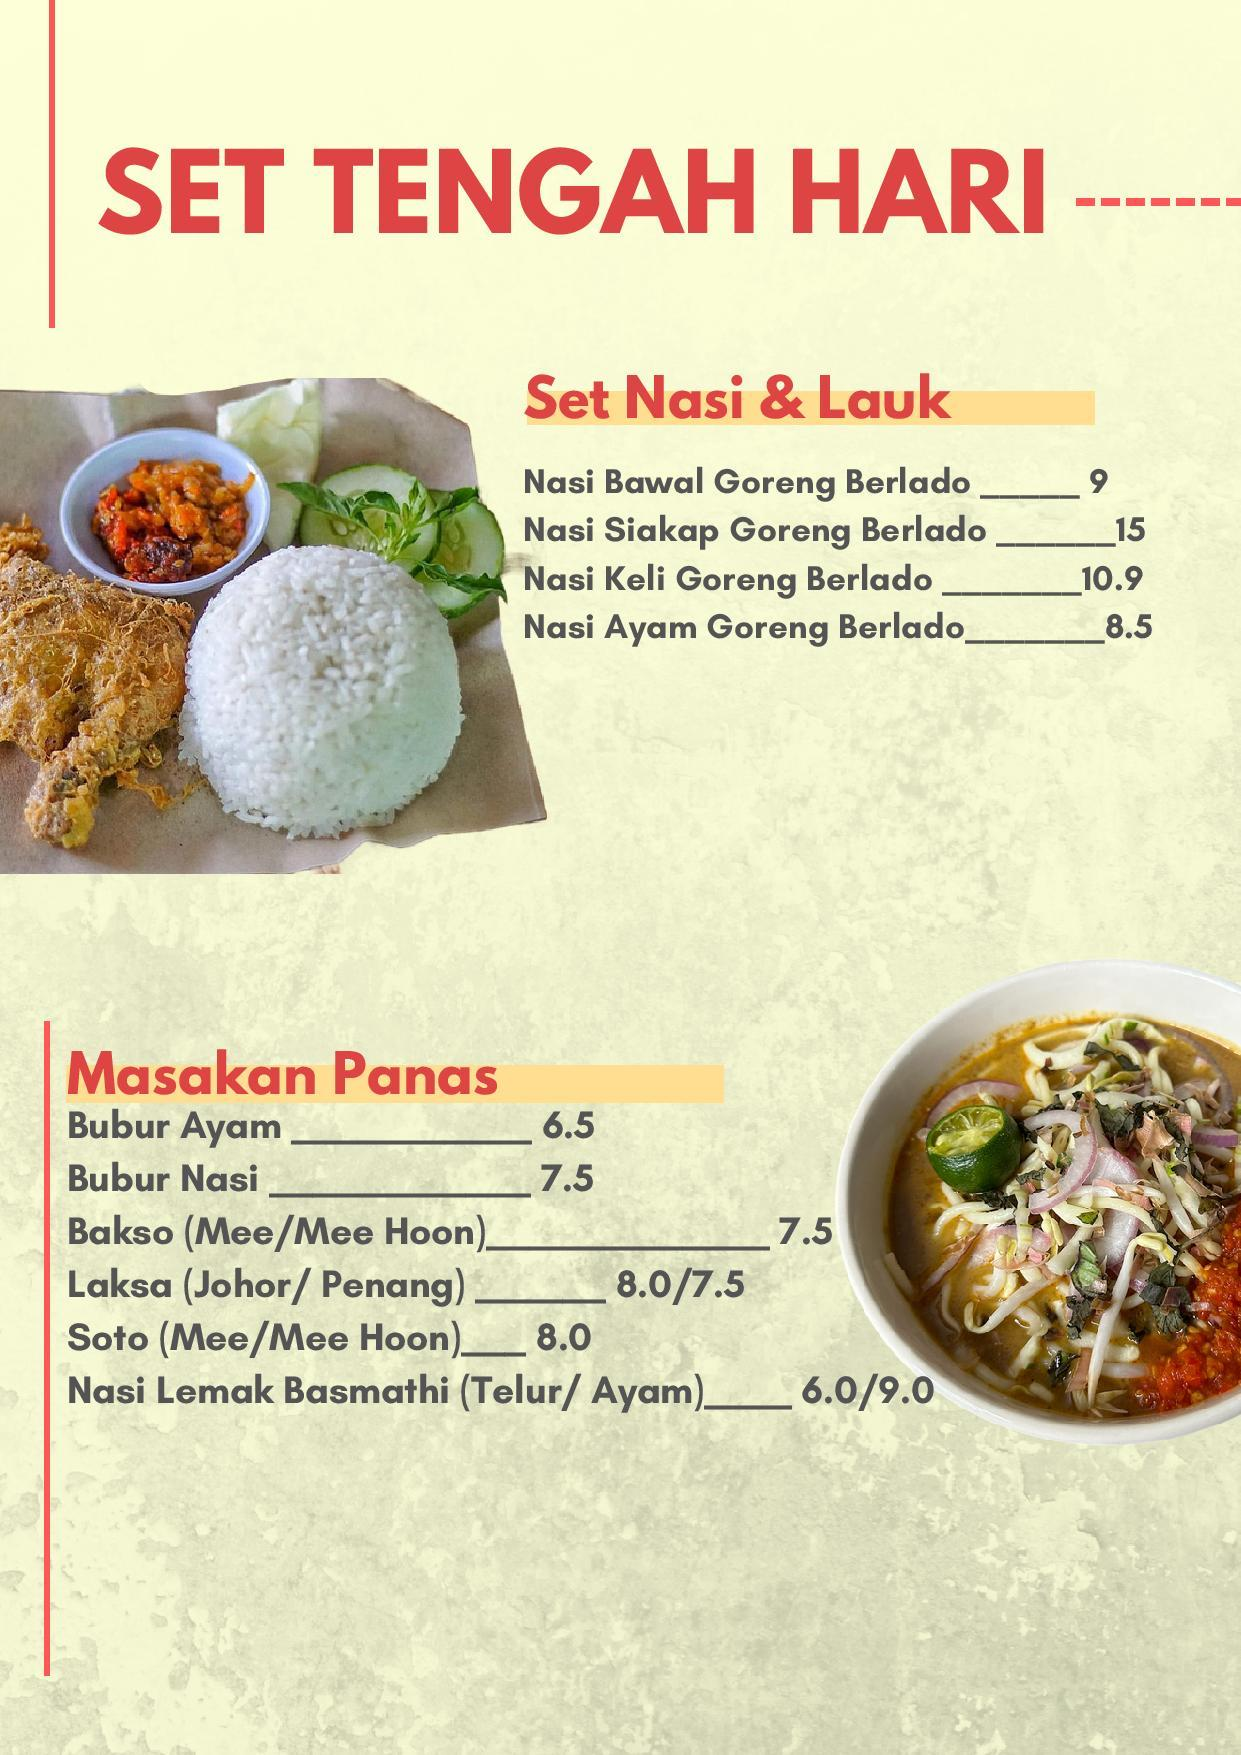 SET TENGAH HARI
Set Nasi & Lauk
Nasi Bawal Goreng Berlado _____ 9
Nasi Siakap Goreng Berlado ______15
Nasi Keli Goreng Berlado _______10.9
Nasi Ayam Goreng Berlado_______8.5
Masakan Panas
Bubur Ayam ___________ 6.5
Bubur Nasi ____________ 7.5
Bakso (Mee/Mee Hoon)_____________ 7.5
Laksa (Johor/ Penang) ______ 8.0/7.5
Soto (Mee/Mee Hoon)___ 8.0
Nasi Lemak Basmathi (Telur/ Ayam)____ 6.0/9.0